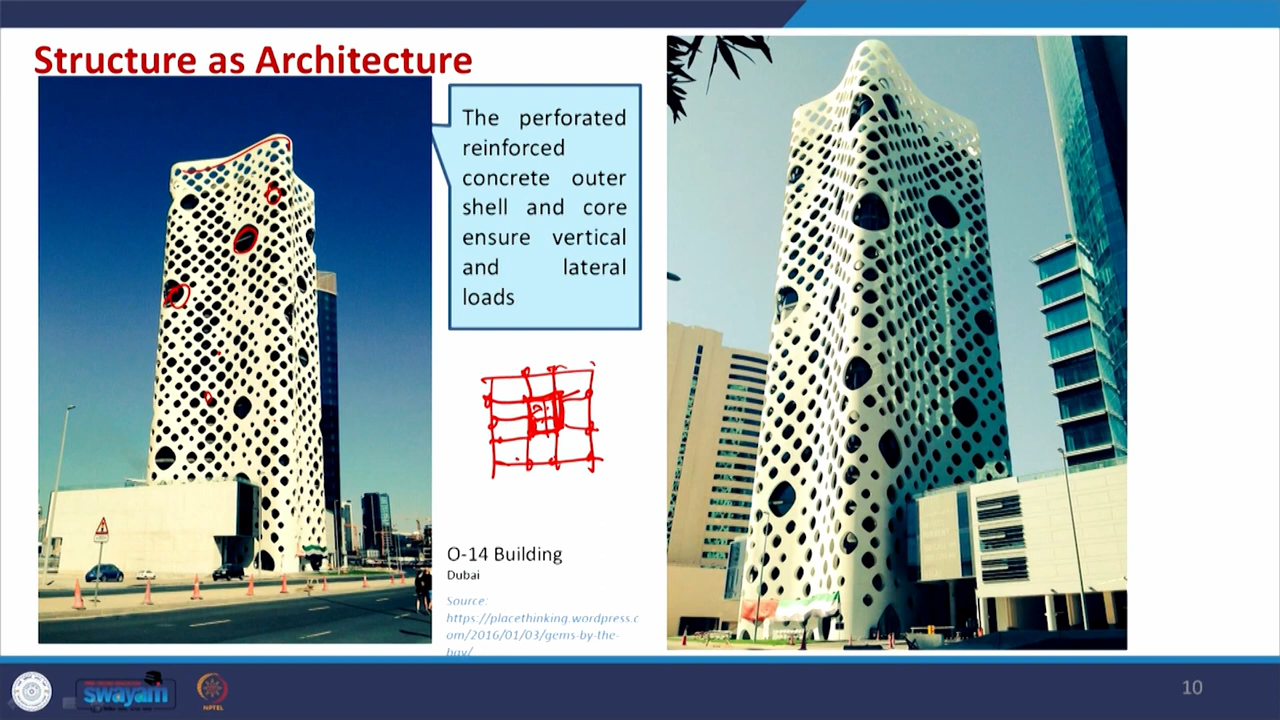 Structure as Architecture
The perforated
reinforced
concrete outer
shell and core
ensure vertical
and lateral
loads
O-14 Building
Dubai
Source:
https://placethinking.wordpress.c
om/2016/01/03/gems-by-the-
bay/
swayam
NPTEL
10